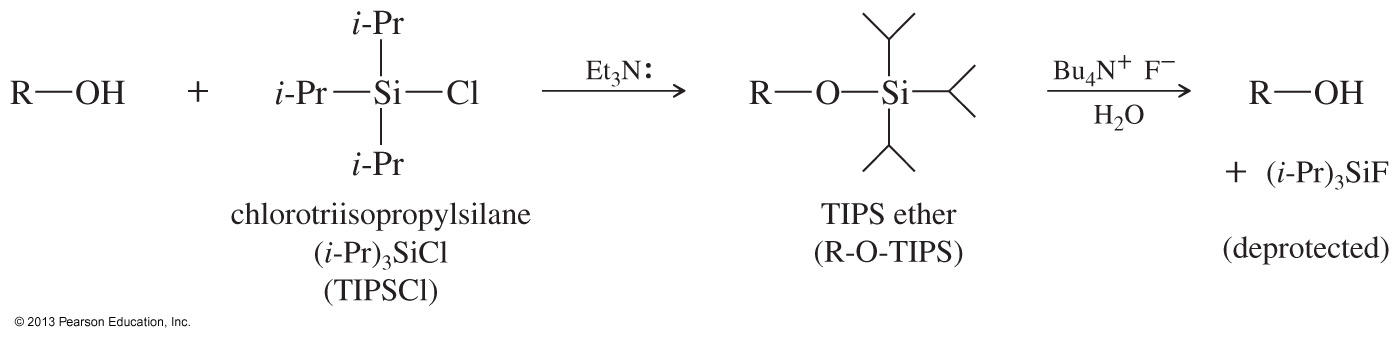 i-Pr
R—OH + i-Pr—Si—Cl Et₃N: R—O—Si Bu₄N⁺ F⁻ R—OH
H₂O
i-Pr
+ (i-Pr)₃SiF
chlorotriisopropylsilane TIPS ether
(i-Pr)₃SiCl (R-O-TIPS) (deprotected)
(TIPSCl)
© 2013 Pearson Education, Inc.